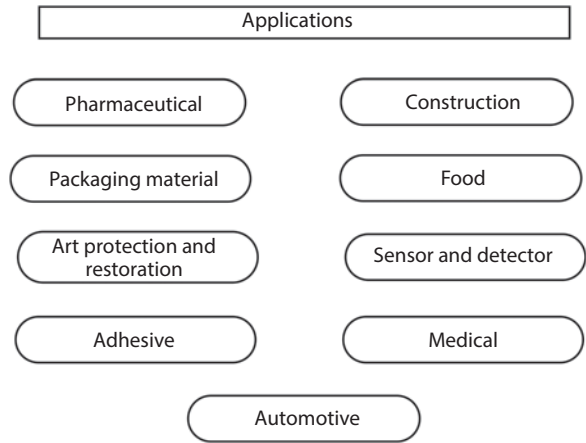 Applications
Pharmaceutical
Construction
Packaging material
Food
Art protection and
restoration
Sensor and detector
Adhesive
Medical
Automotive